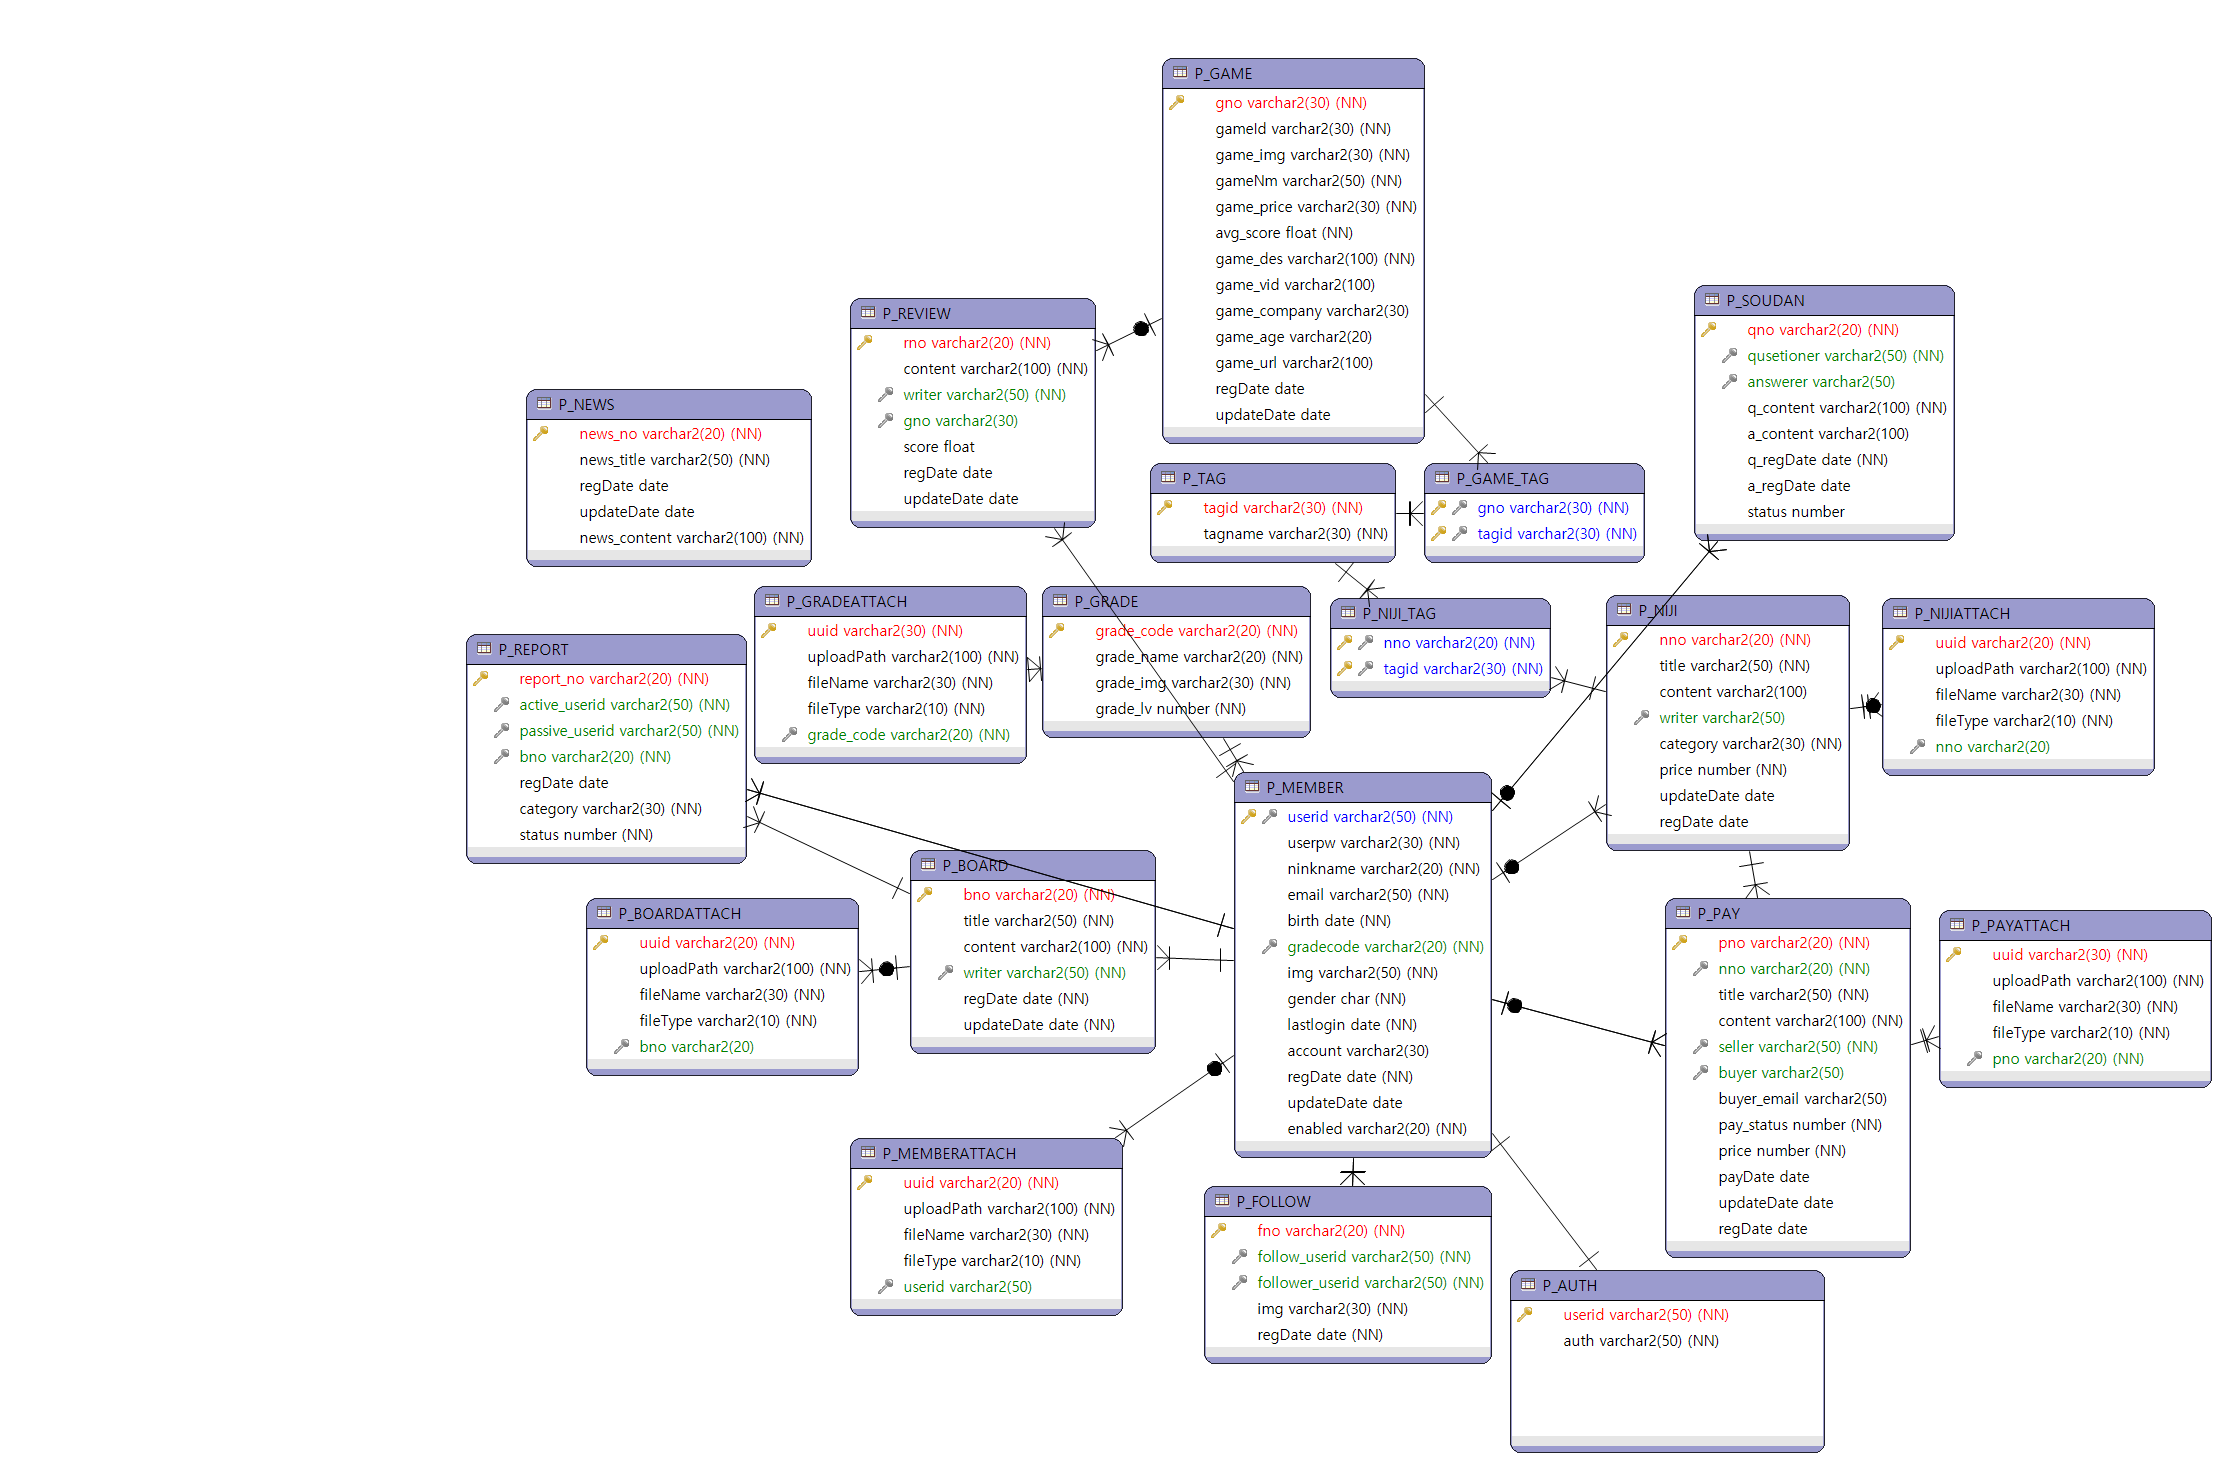 P_GAME
gno varchar2(30) (NN)
gameId varchar2(30) (NN)
game_img varchar2(30) (NN)
gameNm varchar2(50) (NN)
game_price varchar2(30) (NN)
avg_score float (NN)
game_des varchar2(100) (NN)
game_vid varchar2(100)
game_company varchar2(30)
game_age varchar2(20)
game_url varchar2(100)
regDate date
updateDate date
P_REVIEW
rno varchar2(20) (NN)
content varchar2(100) (NN)
writer varchar2(50) (NN)
gno varchar2(30)
score float
regDate date
updateDate date
P_SOUDAN
qno varchar2(20) (NN)
qusetioner varchar2(50) (NN)
answerer varchar2(50)
q_content varchar2(100) (NN)
a_content varchar2(100)
q_regDate date (NN)
a_regDate date
status number
P_NEWS
news_no varchar2(20) (NN)
news_title varchar2(50) (NN)
regDate date
updateDate date
news_content varchar2(100) (NN)
P_TAG
tagid varchar2(30) (NN)
tagname varchar2(30) (NN)
P_GAME_TAG
gno varchar2(30) (NN)
tagid varchar2(30) (NN)
P_GRADEATTACH
uuid varchar2(30) (NN)
uploadPath varchar2(100) (NN)
fileName varchar2(30) (NN)
fileType varchar2(10) (NN)
grade_code varchar2(20) (NN)
P_GRADE
grade_code varchar2(20) (NN)
grade_name varchar2(20) (NN)
grade_img varchar2(30) (NN)
grade_lv number (NN)
P_NIJI_TAG
nno varchar2(20) (NN)
tagid varchar2(30) (NN)
P_NIJI
nno varchar2(20) (NN)
title varchar2(50) (NN)
content varchar2(100)
writer varchar2(50)
category varchar2(30) (NN)
price number (NN)
updateDate date
regDate date
P_NIJIATTACH
uuid varchar2(20) (NN)
uploadPath varchar2(100) (NN)
fileName varchar2(30) (NN)
fileType varchar2(10) (NN)
nno varchar2(20)
P_REPORT
report_no varchar2(20) (NN)
active_userid varchar2(50) (NN)
passive_userid varchar2(50) (NN)
bno varchar2(20) (NN)
regDate date
category varchar2(30) (NN)
status number (NN)
P_MEMBER
userid varchar2(50) (NN)
userpw varchar2(30) (NN)
ninkname varchar2(20) (NN)
email varchar2(50) (NN)
birth date (NN)
gradecode varchar2(20) (NN)
img varchar2(50) (NN)
gender char (NN)
lastlogin date (NN)
account varchar2(30)
regDate date (NN)
updateDate date
enabled varchar2(20) (NN)
P_BOARD
bno varchar2(20) (NN)
title varchar2(50) (NN)
content varchar2(100) (NN)
writer varchar2(50) (NN)
regDate date (NN)
updateDate date (NN)
P_BOARDATTACH
uuid varchar2(20) (NN)
uploadPath varchar2(100) (NN)
fileName varchar2(30) (NN)
fileType varchar2(10) (NN)
bno varchar2(20)
P_PAY
pno varchar2(20) (NN)
nno varchar2(20) (NN)
title varchar2(50) (NN)
content varchar2(100) (NN)
seller varchar2(50) (NN)
buyer varchar2(50)
buyer_email varchar2(50)
pay_status number (NN)
price number (NN)
payDate date
updateDate date
regDate date
P_PAYATTACH
uuid varchar2(30) (NN)
uploadPath varchar2(100) (NN)
fileName varchar2(30) (NN)
fileType varchar2(10) (NN)
pno varchar2(20) (NN)
P_MEMBERATTACH
uuid varchar2(20) (NN)
uploadPath varchar2(100) (NN)
fileName varchar2(30) (NN)
fileType varchar2(10) (NN)
userid varchar2(50)
P_FOLLOW
fno varchar2(20) (NN)
follow_userid varchar2(50) (NN)
follower_userid varchar2(50) (NN)
img varchar2(30) (NN)
regDate date (NN)
P_AUTH
userid varchar2(50) (NN)
auth varchar2(50) (NN)